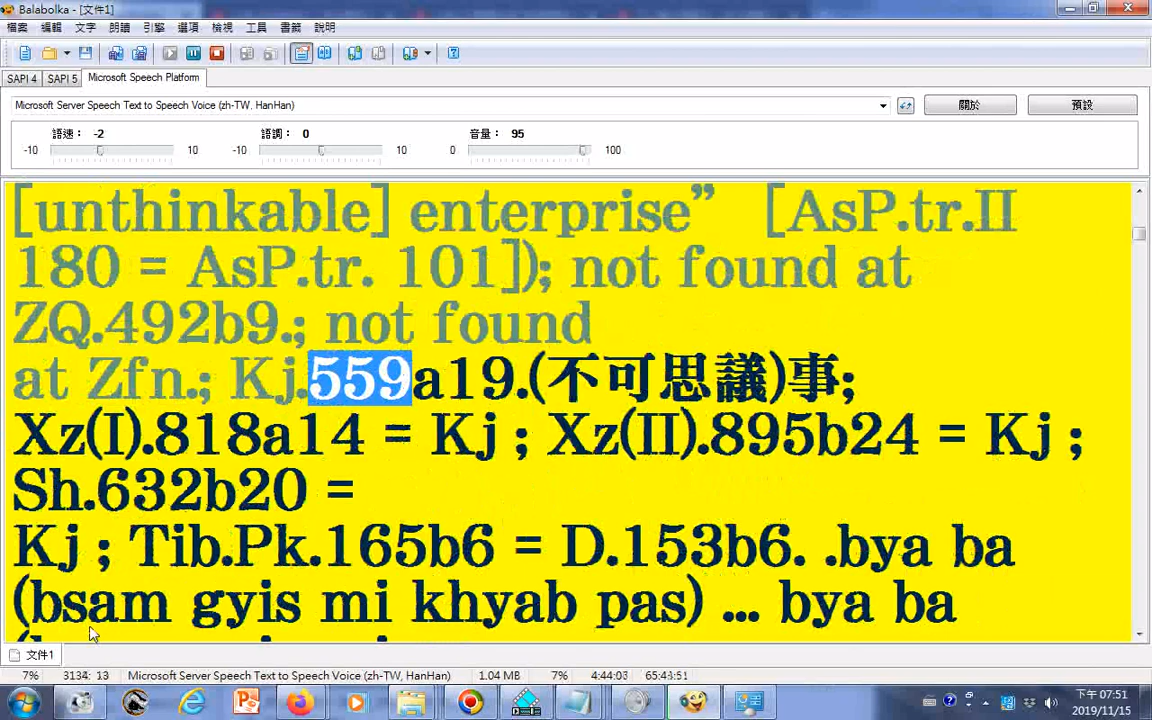 Balabolka - [文件1]
檔案 編輯 文字 朗讀 引擎 選項 檢視 工具 書籤 說明
SAPI 4 SAPI 5 Microsoft Speech Platform
Microsoft Server Speech Text to Speech Voice (zh-TW, HanHan) 關於 預設
語速： -2 語調： 0 音量： 95
-10 10 -10 10 0 100
[unthinkable] enterprise” [AsP.tr.II
180 = AsP.tr. 101]); not found at
ZQ.492b9.; not found
at Zfn.; Kj.559a19.(不可思議)事;
Xz(I).818a14 = Kj ; Xz(II).895b24 = Kj ;
Sh.632b20 =
Kj ; Tib.Pk.165b6 = D.153b6. .bya ba
(bsam gyis mi khyab pas) ... bya ba
文件1
7% 3134: 13 Microsoft Server Speech Text to Speech Voice (zh-TW, HanHan) 1.04 MB 7% 4:44:03 65:43:51
下午 07:51
2019/11/15